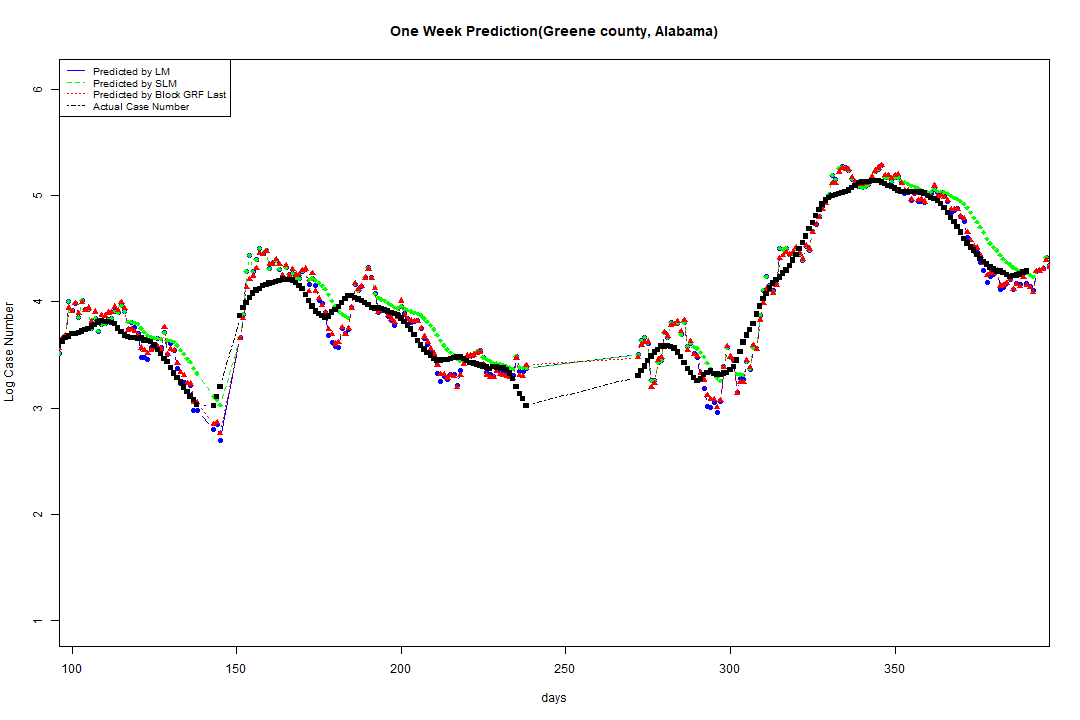 One Week Prediction(Greene county, Alabama)
Predicted by LM
Predicted by SLM
Predicted by Block GRF Last
Actual Case Number
6
5
4
3
2
1
Log Case Number
100 150 200 250 300 350
days